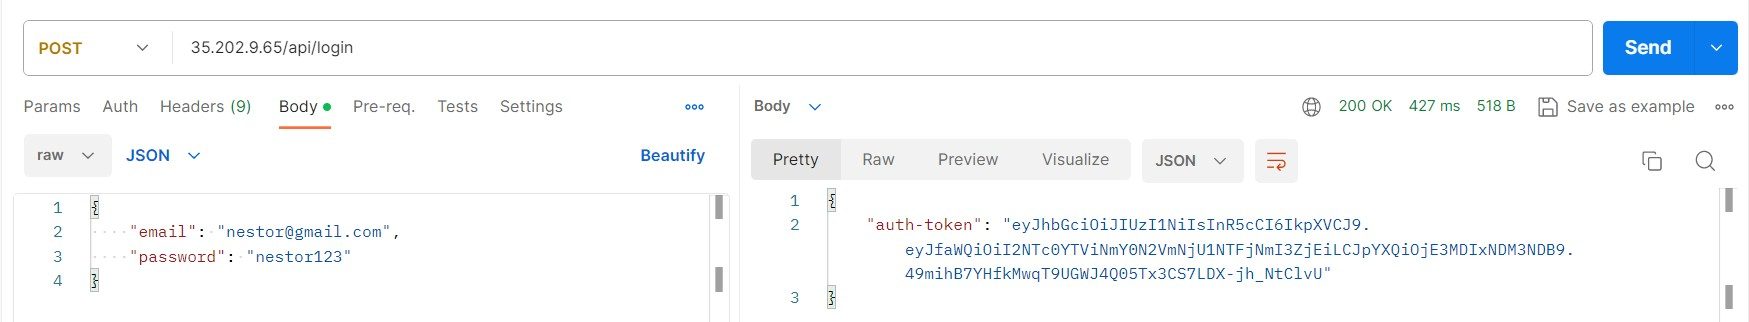 POST 35.202.9.65/api/login Send
Params Auth Headers (9) Body Pre-req. Tests Settings
raw JSON Beautify
1 {
2 "email": "nestor@gmail.com",
3 "password": "nestor123"
4 }
Body 200 OK 427 ms 518 B Save as example
Pretty Raw Preview Visualize JSON
1 {
2 "auth-token": "eyJhbGciOiJIUzI1NiIsInR5cCI6IkpXVCJ9.
eyJfaWQiOiI2NTc0YTViNmY0N2VmNjU1NTFjNmI3ZjEiLCJpYXQiOjE3MDIxNDM3NDB9.
49mihB7YHfkMwqT9UGWJ4Q05Tx3CS7LDX-jh_NtClvU"
3 }